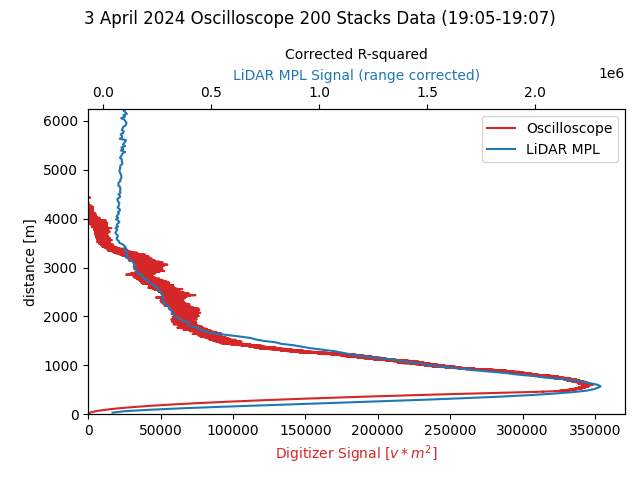 3 April 2024 Oscilloscope 200 Stacks Data (19:05-19:07)
Corrected R-squared
LiDAR MPL Signal (range corrected)
1e6
0.0 0.5 1.0 1.5 2.0
Oscilloscope
LiDAR MPL
6000
5000
4000
3000
2000
1000
0
distance [m]
0 50000 100000 150000 200000 250000 300000 350000
Digitizer Signal [v * m²]